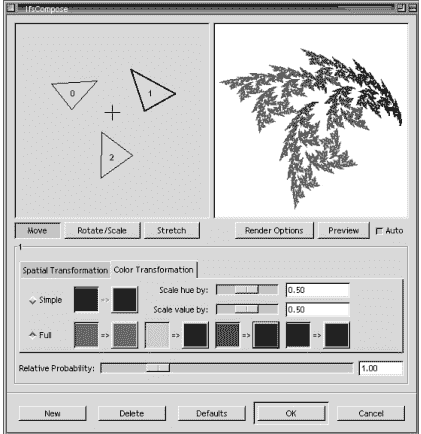 IfsCompose
0
1
2
Move Rotate/Scale Stretch Render Options Preview Auto
1
Spatial Transformation Color Transformation
Simple => Scale hue by: 0.50
Scale value by: 0.50
Full => => => =>
Relative Probability: 1.00
New Delete Defaults OK Cancel